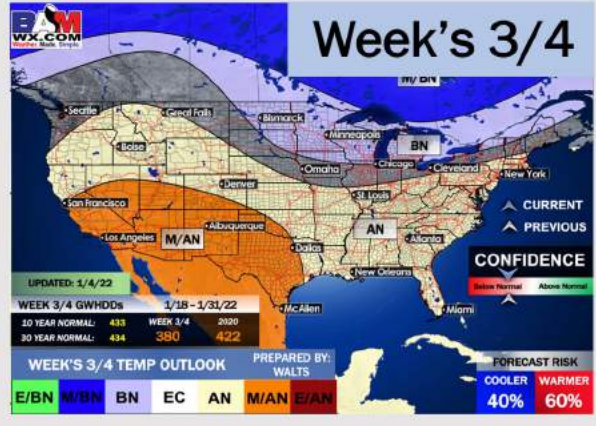 BAM
WX.COM
Weather. Made. Simple.
Week's 3/4
M/BN
Seattle
Great Falls
Bismarck
Minneapolis
Boise
BN
Chicago
Cleveland
Omaha
New York
Denver
St. Louis
San Francisco
CURRENT
Albuquerque
PREVIOUS
Los Angeles
M/AN
AN
Atlanta
Dallas
CONFIDENCE
New Orleans
Below Normal
Above Normal
UPDATED: 1/4/22
WEEK 3/4 GWHDDs 1/18 - 1/31/22
McAllen
Miami
10 YEAR NORMAL: 433 WEEK 3/4 2020
30 YEAR NORMAL: 434 380 422
WEEK'S 3/4 TEMP OUTLOOK
PREPARED BY:
WALTS
FORECAST RISK
COOLER WARMER
40% 60%
E/BN M/BN BN EC AN M/AN E/AN